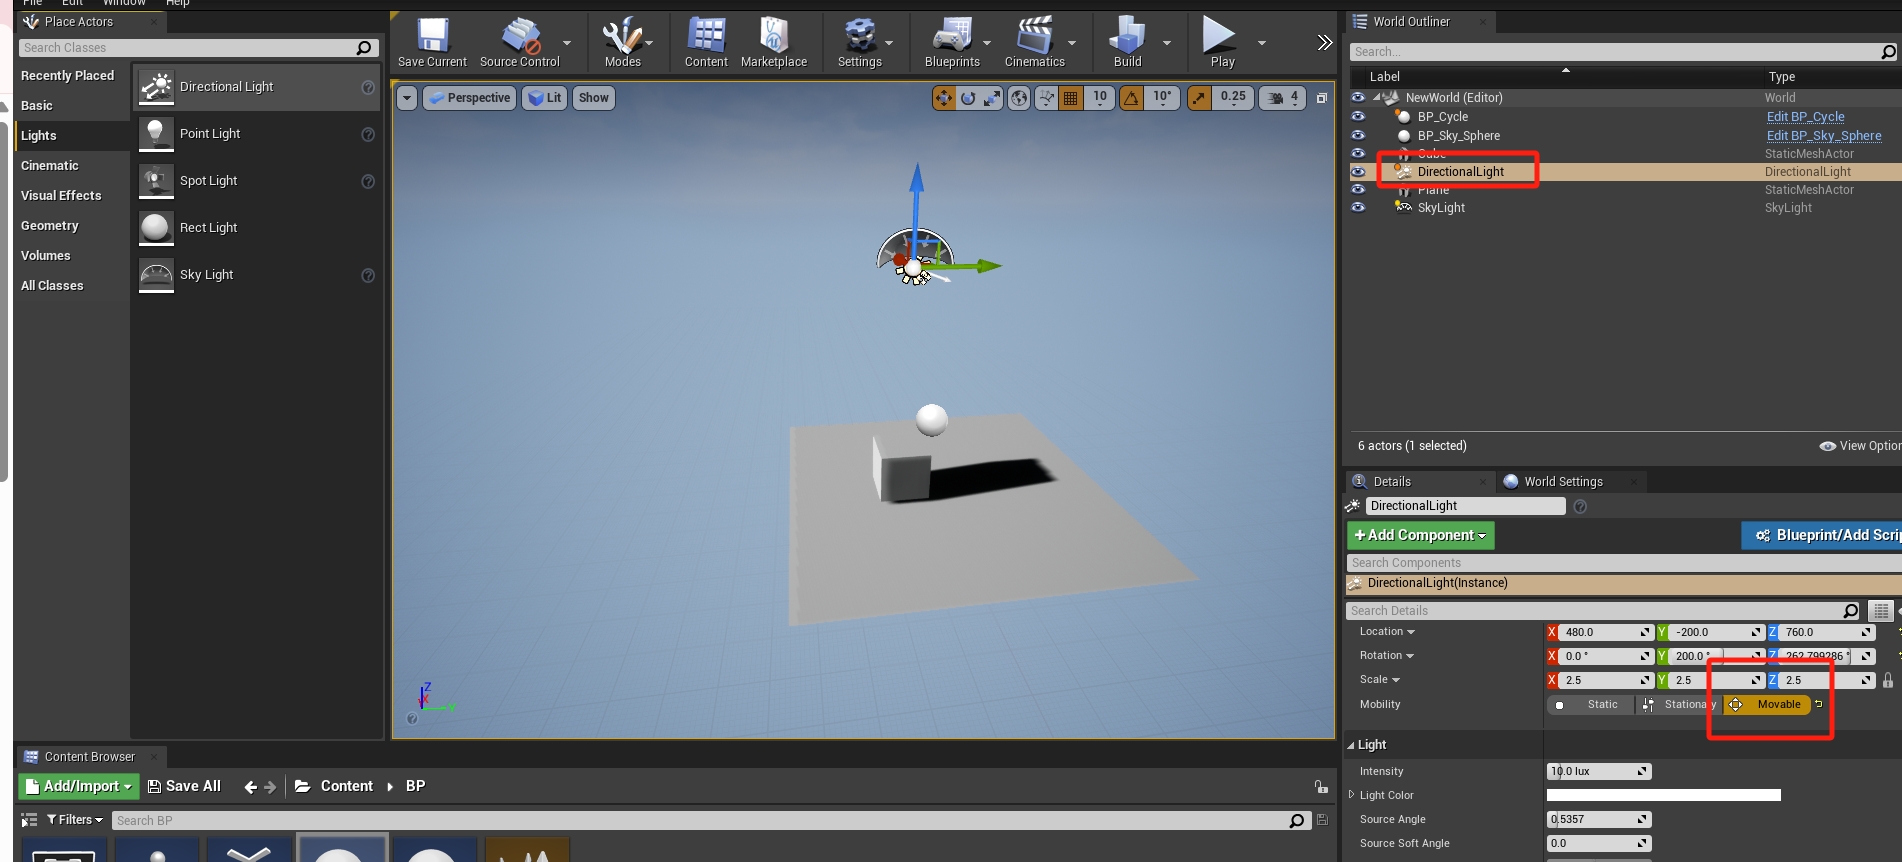 File Edit Window Help
Place Actors
Search Classes
Recently Placed
Basic
Lights
Cinematic
Visual Effects
Geometry
Volumes
All Classes
Directional Light
Point Light
Spot Light
Rect Light
Sky Light
Save Current
Source Control
Modes
Content
Marketplace
Settings
Blueprints
Cinematics
Build
Play
Perspective
Lit
Show
10
10°
0.25
4
Z
X
Y
World Outliner
Search...
Label Type
NewWorld (Editor) World
BP_Cycle Edit BP_Cycle
BP_Sky_Sphere Edit BP_Sky_Sphere
Cube StaticMeshActor
DirectionalLight DirectionalLight
Plane StaticMeshActor
SkyLight SkyLight
6 actors (1 selected) View Option
Details World Settings
DirectionalLight
+ Add Component Blueprint/Add Scrip
Search Components
DirectionalLight(Instance)
Search Details
Location X 480.0 Y -200.0 Z 760.0
Rotation X 0.0 ° Y 200.0 ° Z 262.799286 °
Scale X 2.5 Y 2.5 Z 2.5
Mobility Static Stationary Movable
Light
Intensity 10.0 lux
Light Color
Source Angle 0.5357
Source Soft Angle 0.0
Content Browser
Add/Import Save All Content BP
Filters Search BP